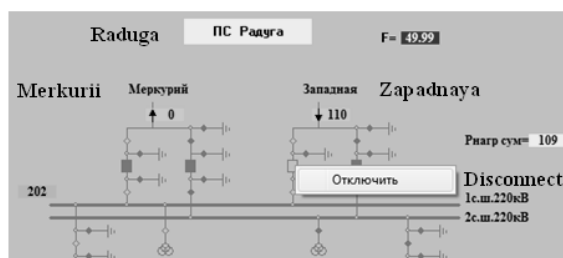 Raduga ПС Радуга F= 49.99
Merkurii Меркурий Западная Zapadnaya
0 110
Pнагр сум= 109
Отключить Disconnect
202 1с.ш.220кВ
2с.ш.220кВ